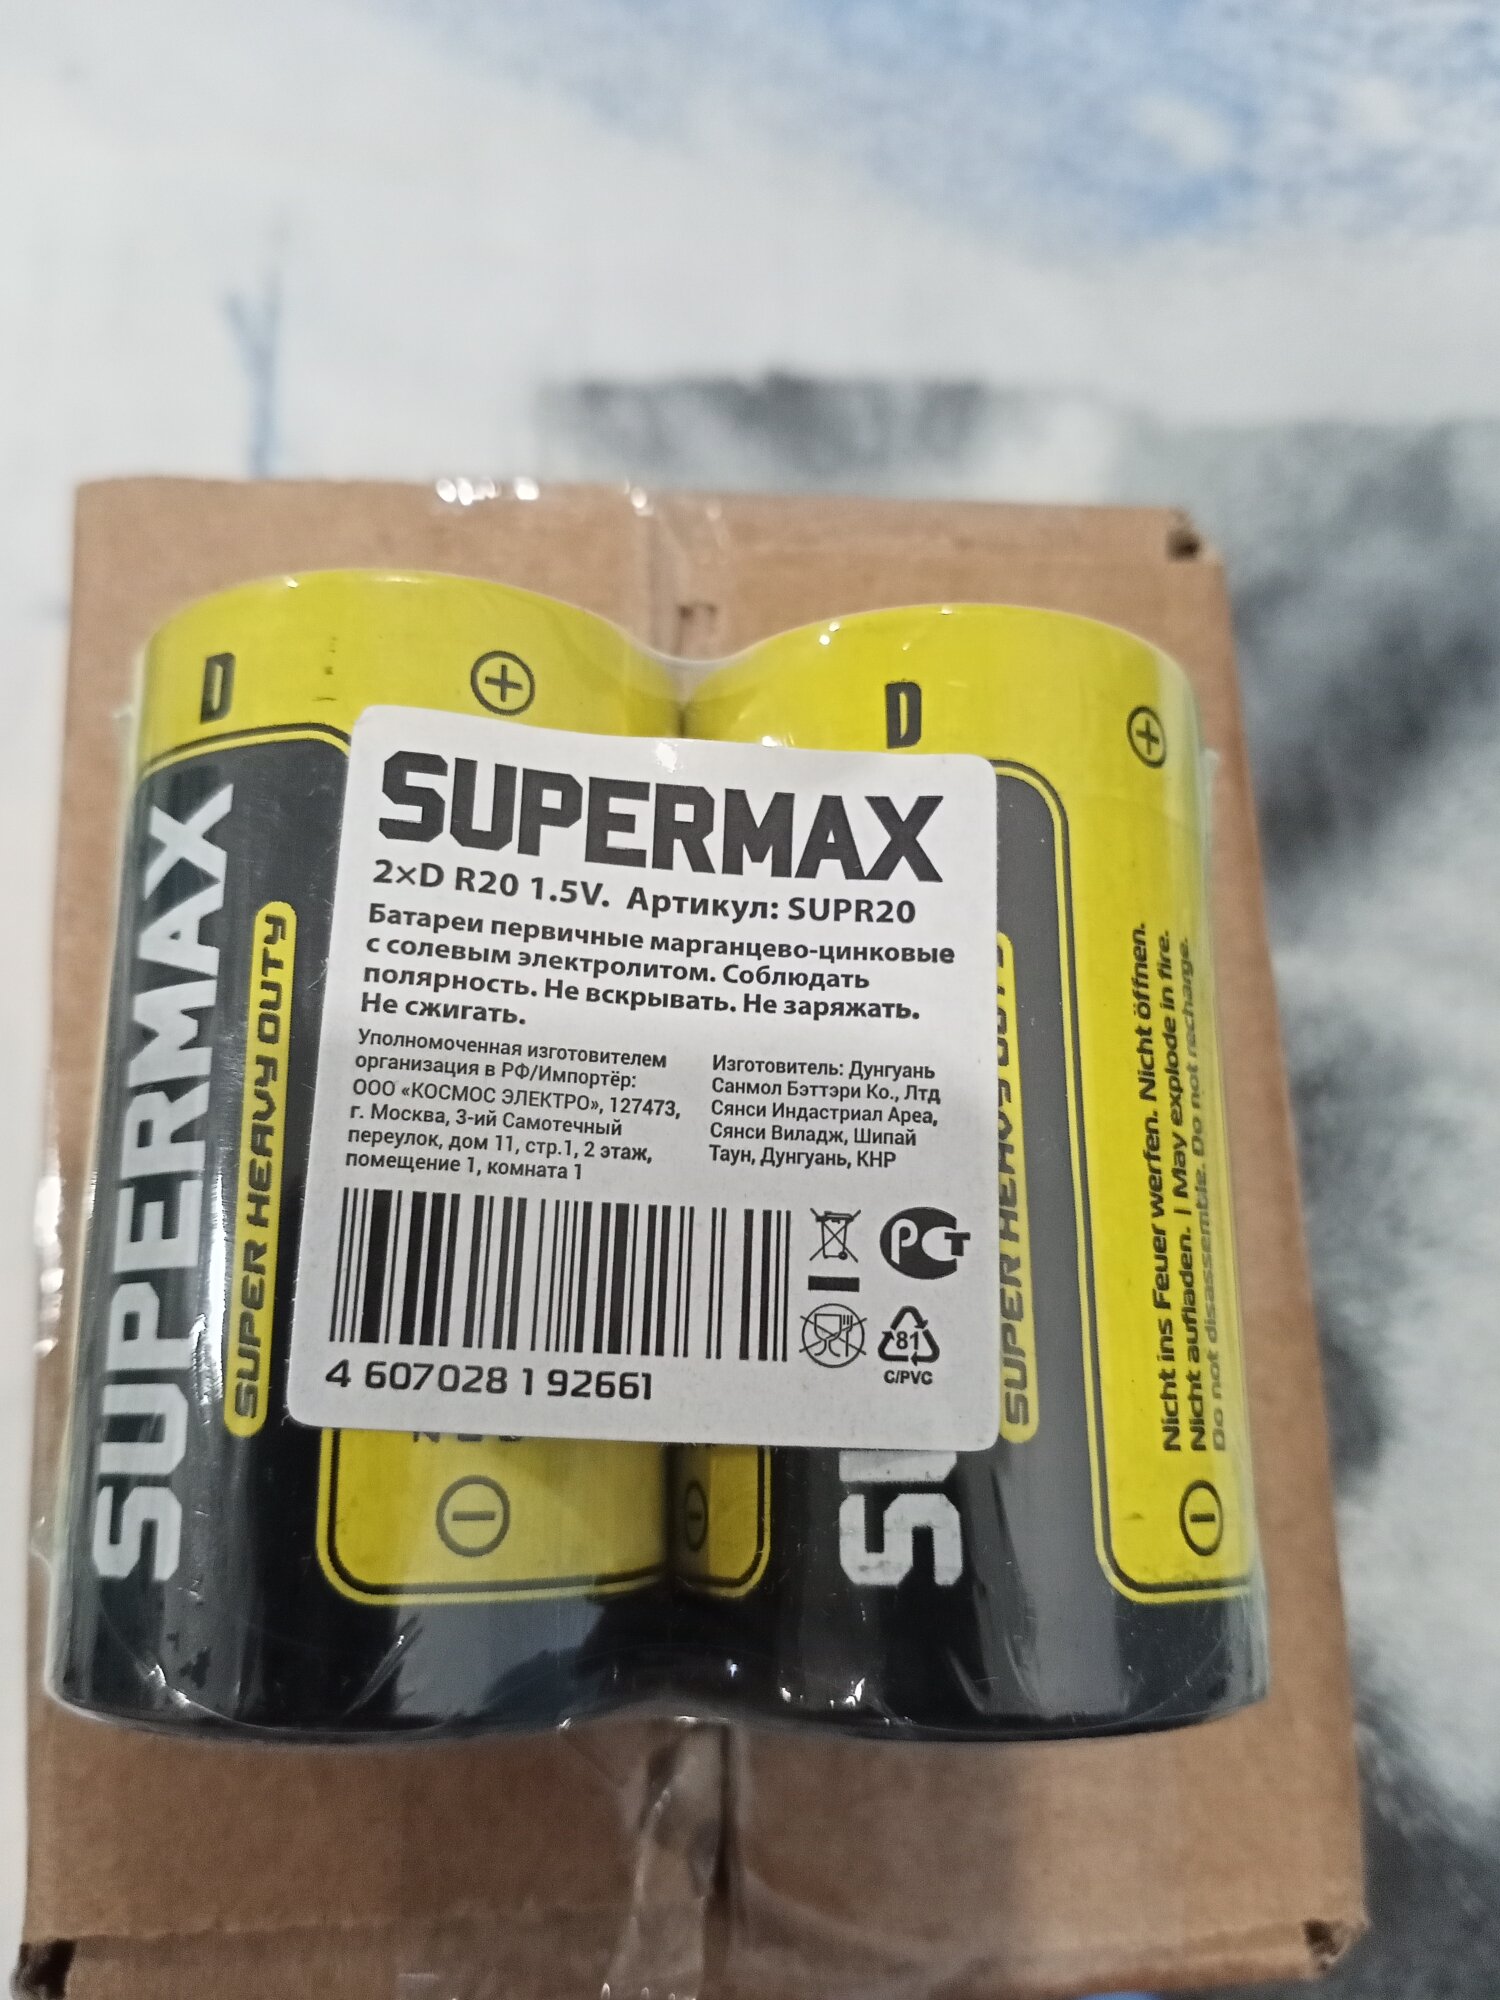 D
D
SUPERMAX
SUPER HEAVY DUTY
SUPERMAX
2×D R20 1.5V. Артикул: SUPR20
Батареи первичные марганцево-цинковые
с солевым электролитом. Соблюдать
полярность. Не вскрывать. Не заряжать.
Не сжигать.
Уполномоченная изготовителем
организация в РФ/Импортёр:
ООО «КОСМОС ЭЛЕКТРО», 127473,
г. Москва, 3-ий Самотечный
переулок, дом 11, стр.1, 2 этаж,
помещение 1, комната 1
Изготовитель: Дунгуань
Санмол Бэттэри Ко., Лтд
Сянси Индастриал Ареа,
Сянси Виладж, Шипай
Таун, Дунгуань, КНР
4 607028 192661
РСТ
81
C/PVC
SUPER HEAVY
Nicht ins Feuer werfen. Nicht öffnen.
Nicht aufladen. | May explode in fire.
Do not disassemble. Do not recharge.